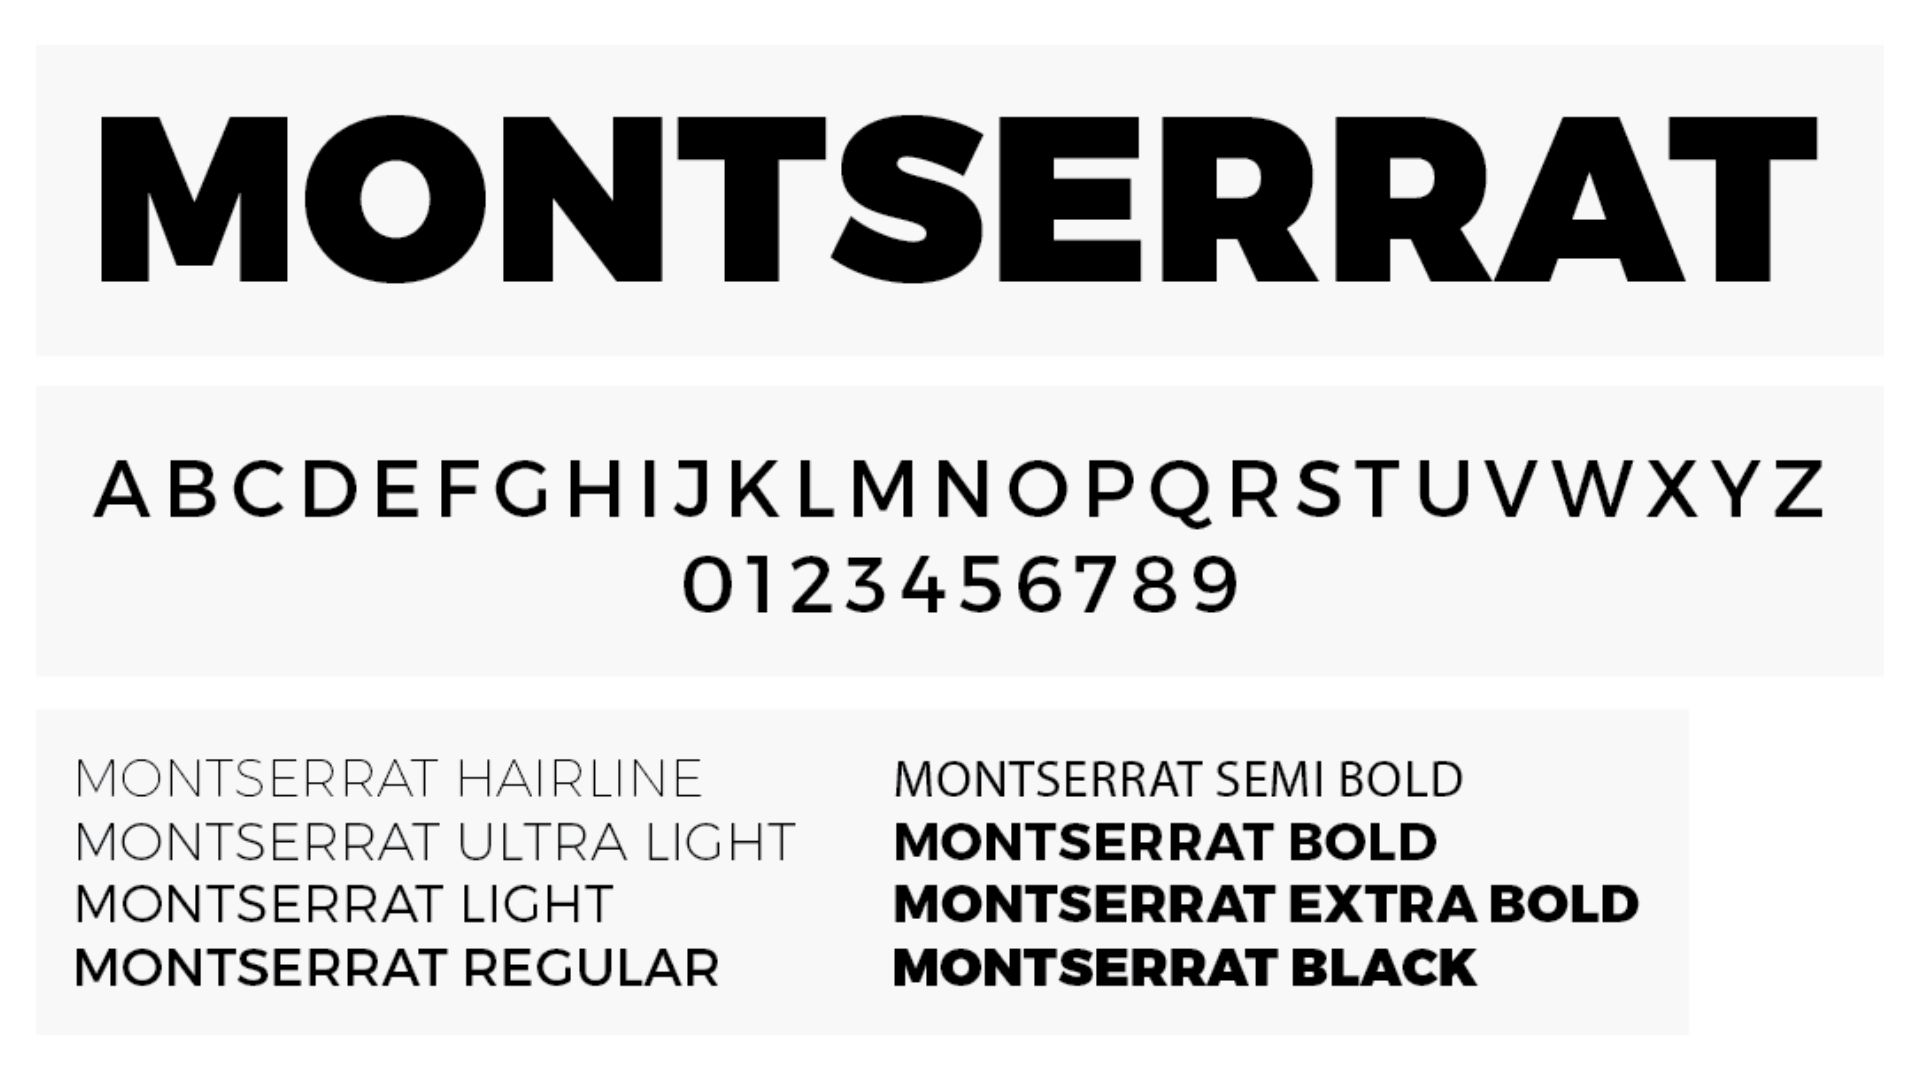 MONTSERRAT
ABCDEFGHIJKLMNOPQRSTUVWXYZ
0123456789
MONTSERRAT HAIRLINE
MONTSERRAT ULTRA LIGHT
MONTSERRAT LIGHT
MONTSERRAT REGULAR
MONTSERRAT SEMI BOLD
MONTSERRAT BOLD
MONTSERRAT EXTRA BOLD
MONTSERRAT BLACK